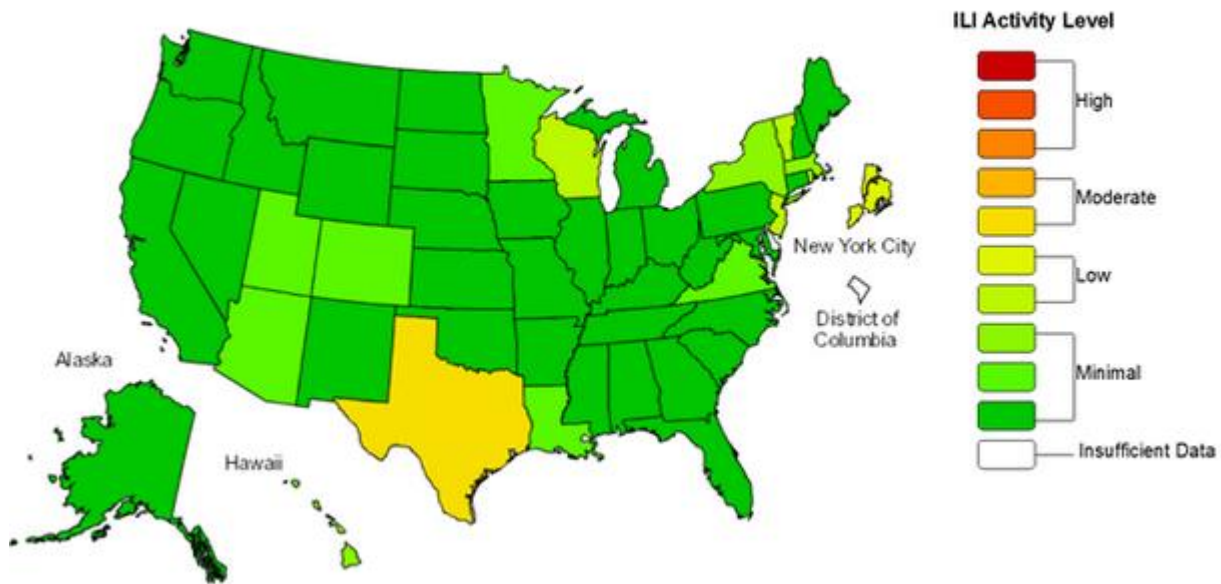 ILI Activity Level
High
Moderate
Low
Minimal
Insufficient Data
New York City
District of
Columbia
Alaska
Hawaii